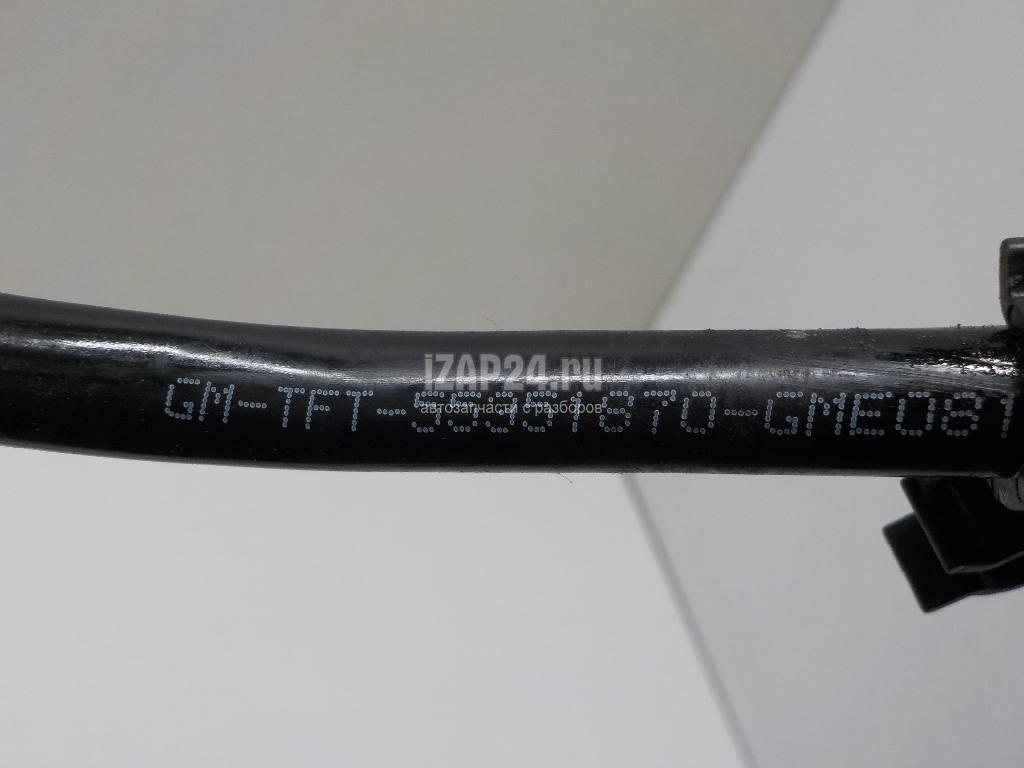 iZAP24.ru
автозапчасти с разборов
GM-TFT-55351870-GME081